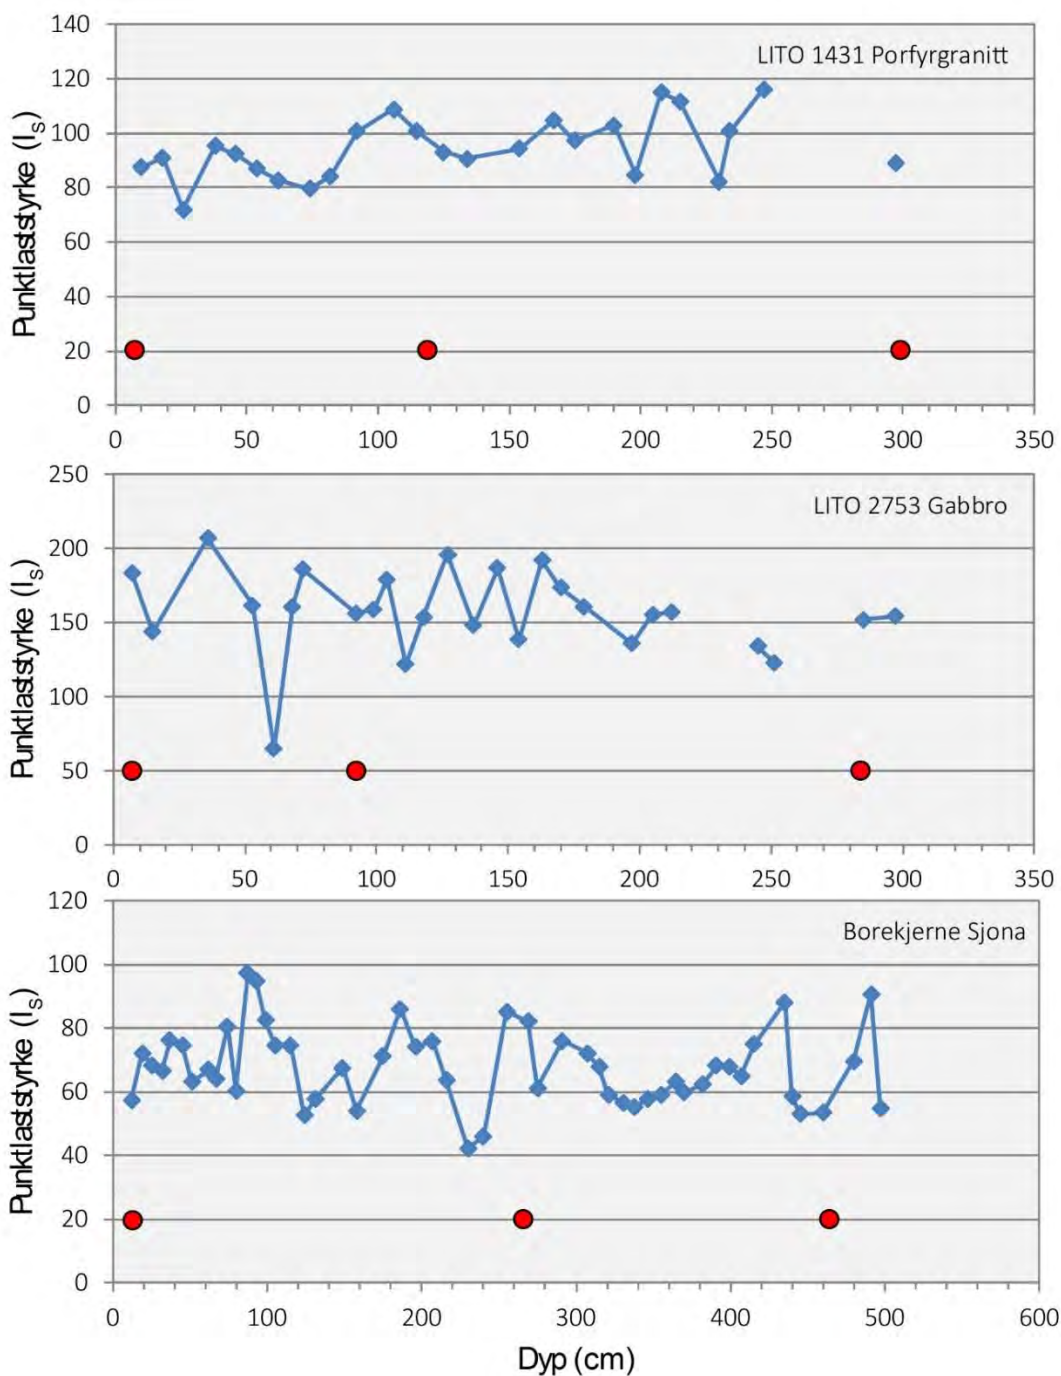 140
120
100
80
60
40
20
0
LITO 1431 Porfyrgranitt
Punktlaststyrke (Is)
0 50 100 150 200 250 300 350
250
200
150
100
50
0
LITO 2753 Gabbro
Punktlaststyrke (Is)
0 50 100 150 200 250 300 350
120
100
80
60
40
20
0
Borekjerne Sjona
Punktlaststyrke (Is)
0 100 200 300 400 500 600
Dyp (cm)